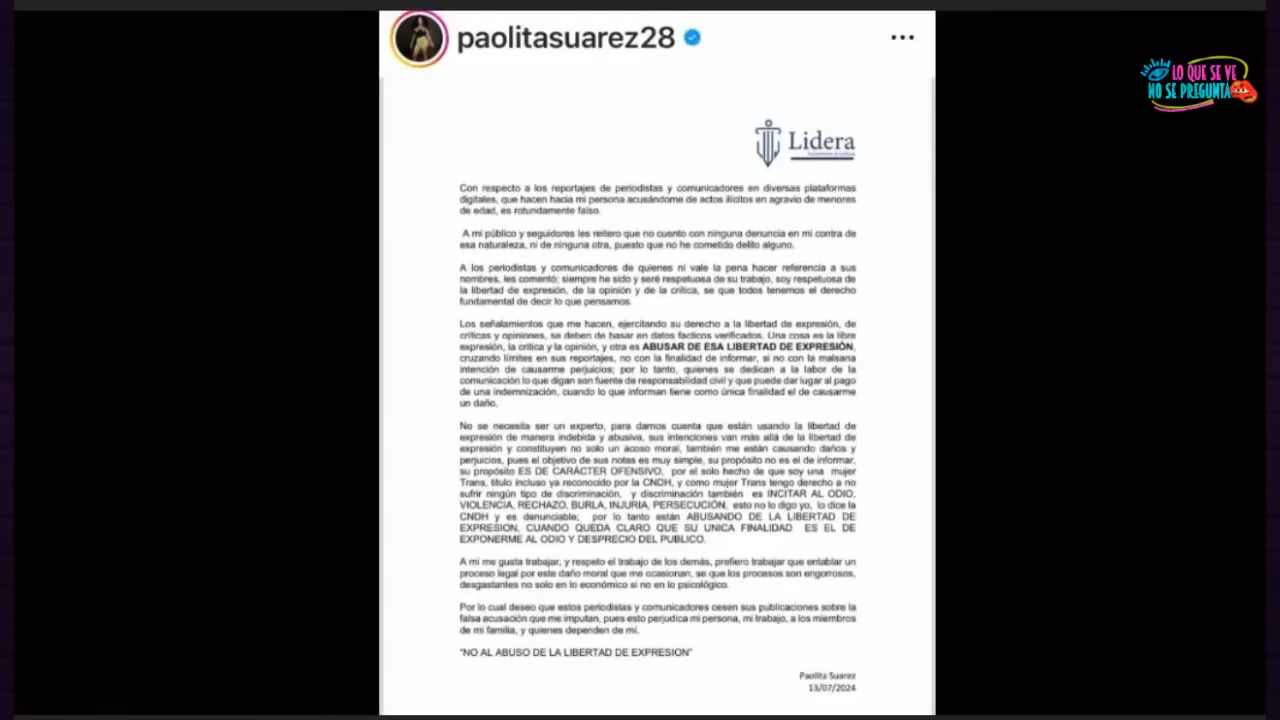 paolitasuarez28
LO QUE SE VE
NO SE PREGUNTA
Lidera
Con respecto a los reportajes de periodistas y comunicadores en diversas plataformas
digitales, que hacen hacia mi persona acusándome de actos ilícitos en agravio de menores
de edad, es rotundamente falso
A mi público y seguidores les reitero que no cuento con ninguna denuncia en mi contra de
esa naturaleza, ni de ninguna otra, puesto que no he cometido delito alguno.
A los periodistas y comunicadores de quienes ni vale la pena hacer referencia a sus
nombres, les comentó; siempre he sido y seré respetuosa de su trabajo, soy respetuosa de
la libertad de expresión, de la opinión y de la crítica, se que todos tenemos el derecho
fundamental de decir lo que pensamos.
Los señalamientos que me hacen, ejercitando su derecho a la libertad de expresión, de
críticas y opiniones, se deben de basar en datos facticos verificados. Una cosa es la libre
expresión, la crítica y la opinión, y otra es ABUSAR DE ESA LIBERTAD DE EXPRESIÓN,
cruzando límites en sus reportajes, no con la finalidad de informar, si no con la malsana
intención de causarme perjuicios; por lo tanto, quienes se dedican a la labor de la
comunicación lo que digan son fuente de responsabilidad civil y que puede dar lugar al pago
de una indemnización, cuando lo que informan tiene como única finalidad el de causarme
un daño.
No se necesita ser un experto, para darnos cuenta que están usando la libertad de
expresión de manera indebida y abusiva, sus intenciones van más allá de la libertad de
expresión y constituyen no solo un acoso moral, también me están causando daños y
perjuicios, pues el objetivo de sus notas es muy simple, su propósito no es el de informar,
su propósito ES DE CARÁCTER OFENSIVO, por el solo hecho de que soy una mujer
Trans, título incluso ya reconocido por la CNDH, y como mujer Trans tengo derecho a no
sufrir ningún tipo de discriminación, y discriminación también es INCITAR AL ODIO,
VIOLENCIA, RECHAZO, BURLA, INJURIA, PERSECUCIÓN, esto no lo digo yo, lo dice la
CNDH y es denunciable; por lo tanto están ABUSANDO DE LA LIBERTAD DE
EXPRESION, CUANDO QUEDA CLARO QUE SU UNICA FINALIDAD ES EL DE
EXPONERME AL ODIO Y DESPRECIO DEL PUBLICO.
A mi me gusta trabajar, y respeto el trabajo de los demás, prefiero trabajar que entablar un
proceso legal por este daño moral que me ocasionan, se que los procesos son engorrosos,
desgastantes no solo en lo económico si no en lo psicológico.
Por lo cual deseo que estos periodistas y comunicadores cesen sus publicaciones sobre la
falsa acusación que me imputan, pues esto perjudica mi persona, mi trabajo, a los miembros
de mi familia, y quienes dependen de mí.
"NO AL ABUSO DE LA LIBERTAD DE EXPRESION"
Paolita Suarez
13/07/2024